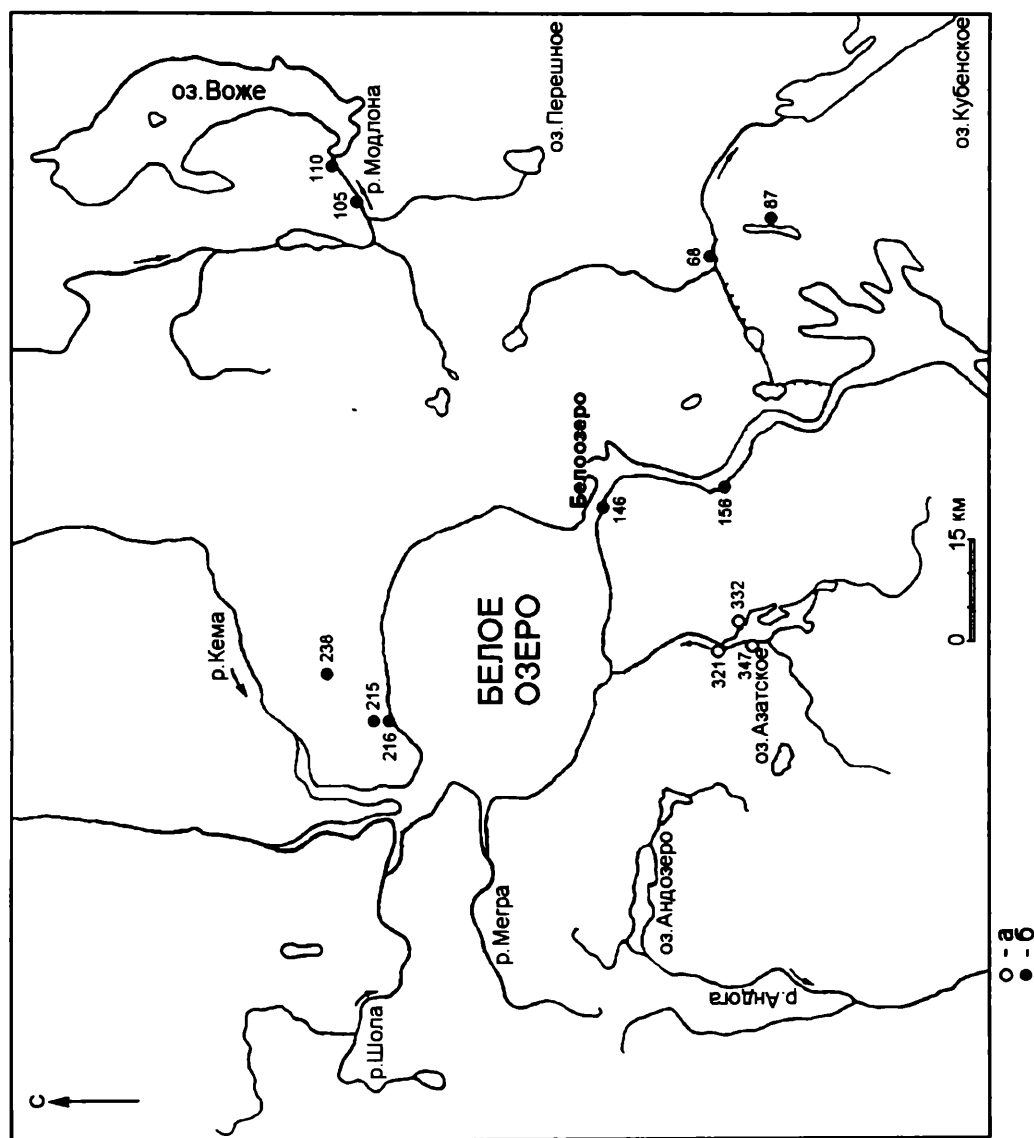 С
р.Шола
р.Кема
238
215
216
р.Мегра
БЕЛОЕ
ОЗЕРО
оз.Андозеро
р.Андога
321
332
347
оз.Азатское
Белоозеро
146
156
0 15 км
оз.Воже
110
105
р.Модлона
оз.Перешное
68
87
оз.Кубенское
- а
- б